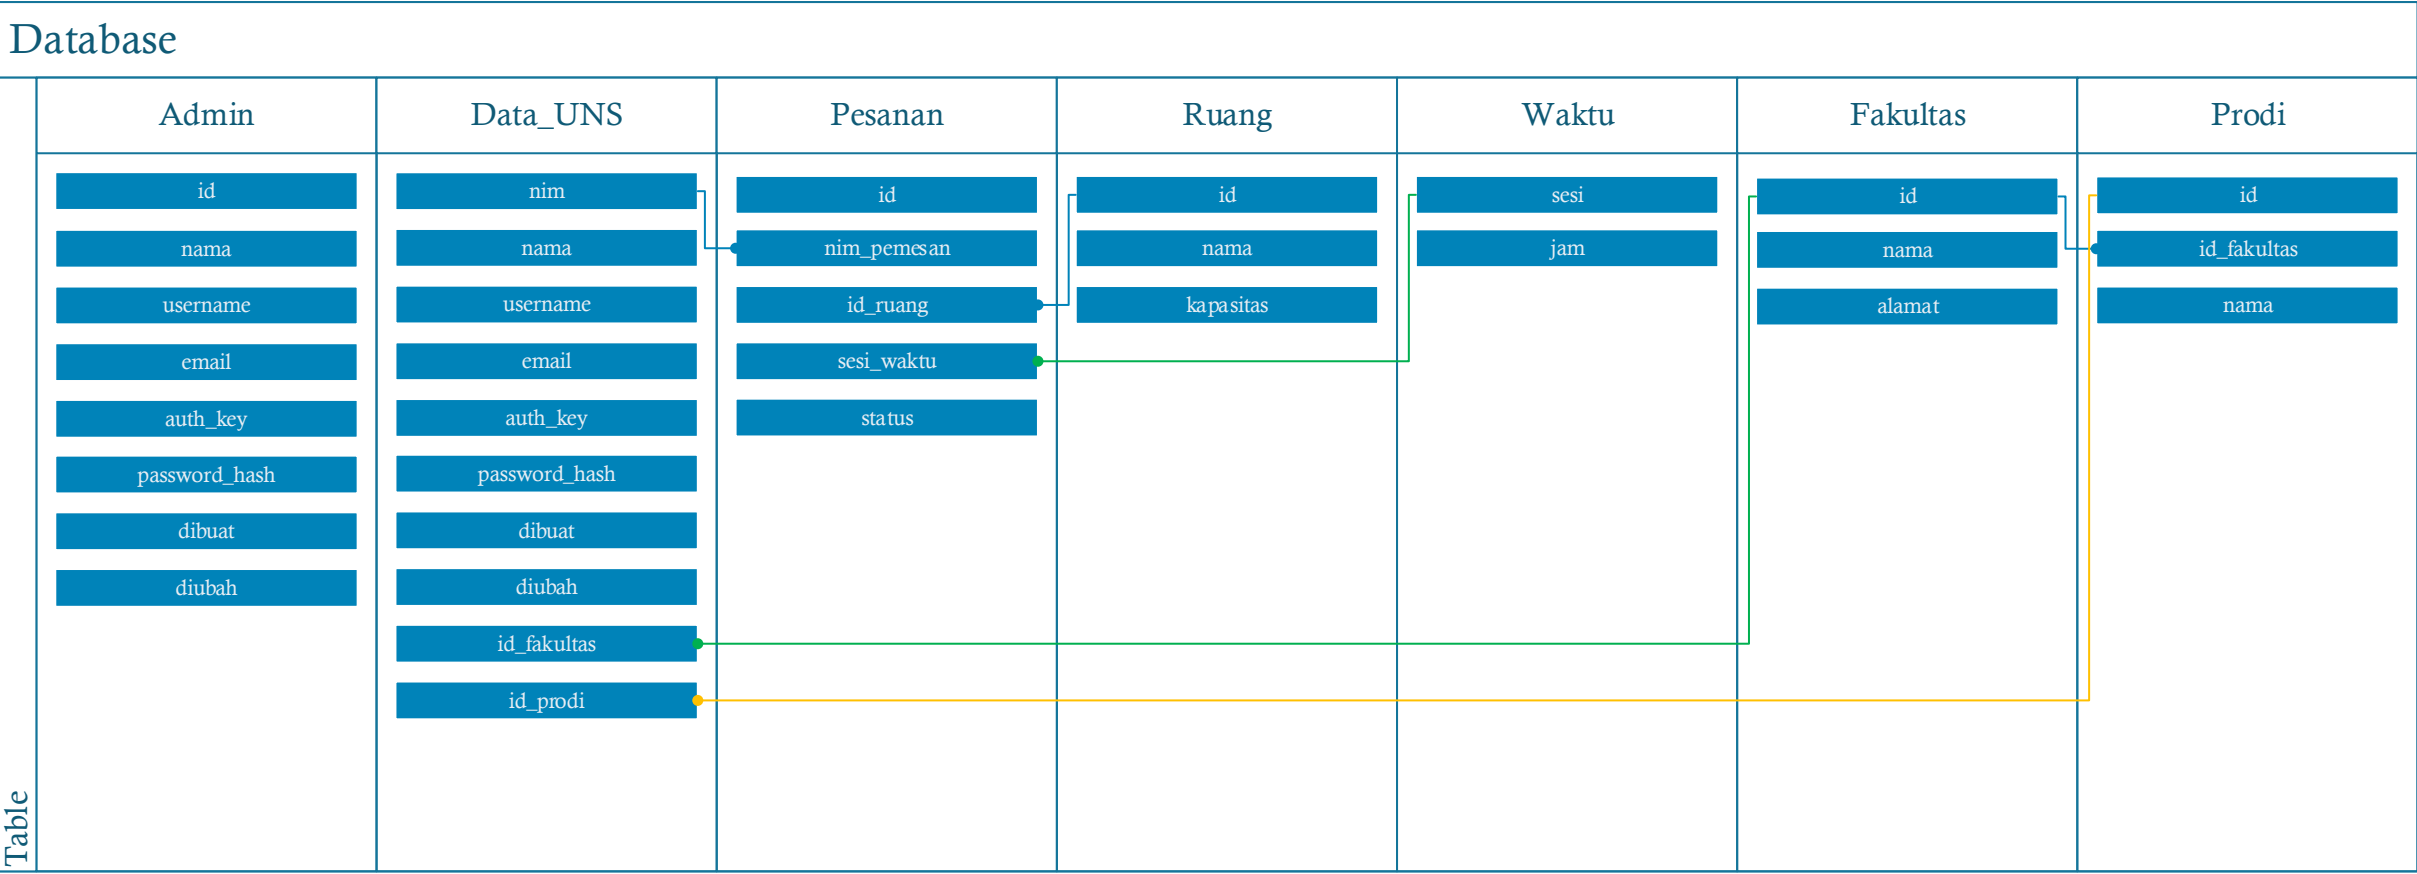 Database
Table
Admin
id
nama
username
email
auth_key
password_hash
dibuat
diubah
Data_UNS
nim
nama
username
email
auth_key
password_hash
dibuat
diubah
id_fakultas
id_prodi
Pesanan
id
nim_pemesan
id_ruang
sesi_waktu
status
Ruang
id
nama
kapasitas
Waktu
sesi
jam
Fakultas
id
nama
alamat
Prodi
id
id_fakultas
nama